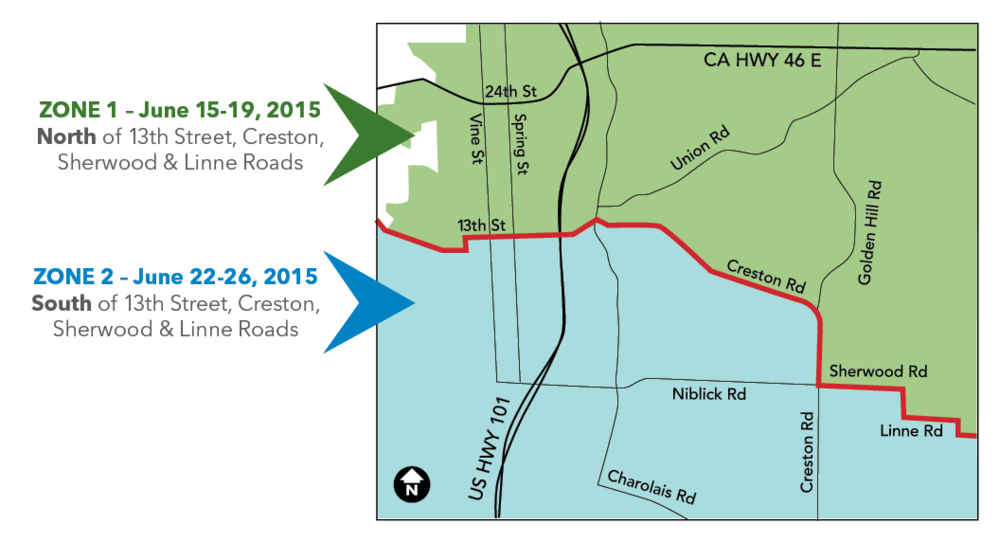 ZONE 1 – June 15-19, 2015
North of 13th Street, Creston,
Sherwood & Linne Roads
ZONE 2 – June 22-26, 2015
South of 13th Street, Creston,
Sherwood & Linne Roads
CA HWY 46 E
24th St
Vine St
Spring St
Union Rd
Golden Hill Rd
13th St
Creston Rd
Sherwood Rd
Niblick Rd
US HWY 101
Creston Rd
Linne Rd
Charolais Rd
N